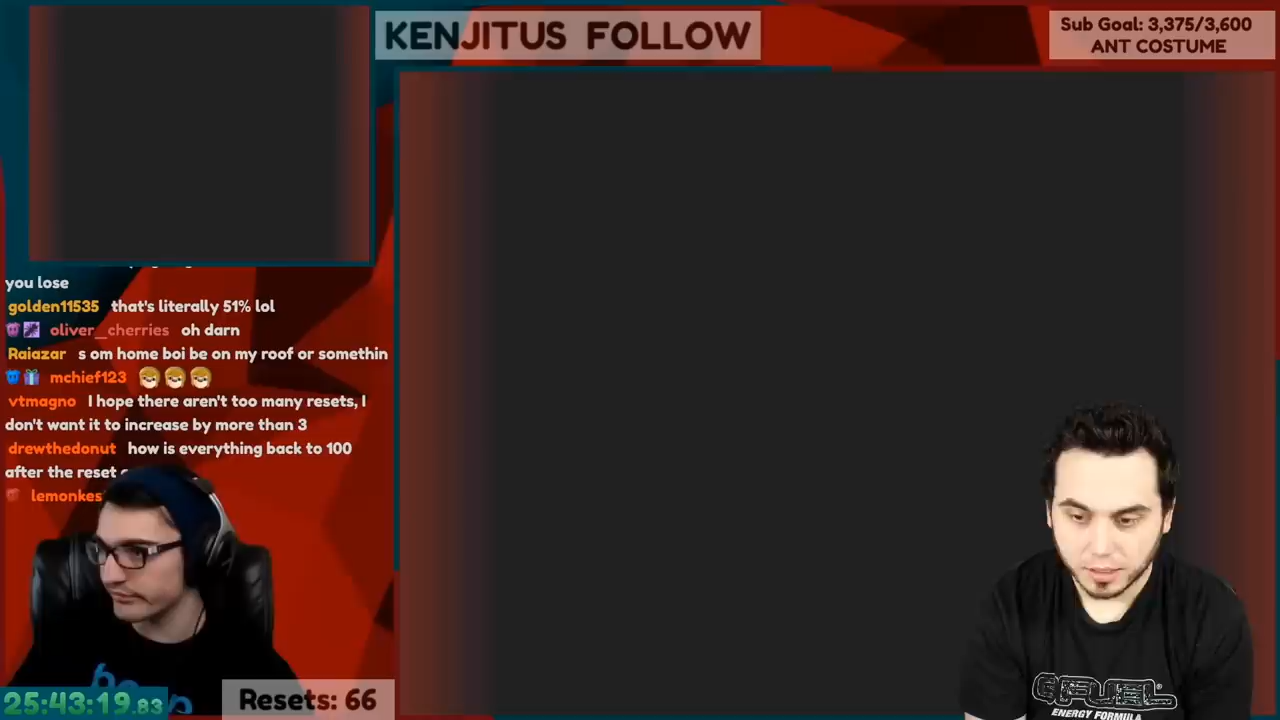 KENJITUS FOLLOW
Sub Goal: 3,375/3,600
ANT COSTUME
you lose
golden11535 that's literally 51% lol
oliver__cherries oh darn
Raiazar s om home boi be on my roof or somethin
mchief123
vtmagno I hope there aren't too many resets, I
don't want it to increase by more than 3
drewthedonut how is everything back to 100
after the reset
lemonkes
25:43:19.83
Resets: 66
GFUEL
ENERGY FORMULA